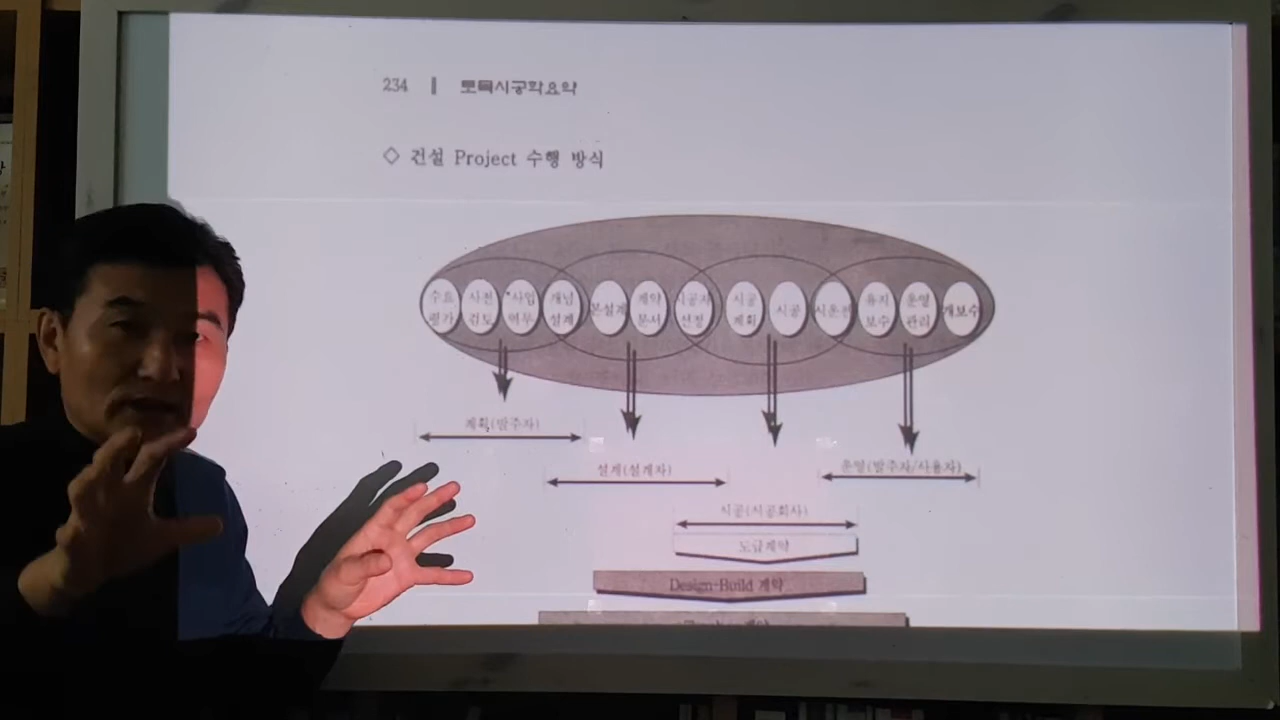 234 토목시공학요약
◇ 건설 Project 수행 방식
수요 평가
사전 검토
사업 역무
개념 설계
본설계
계약 문서
시공자 선정
시공 계획
시공
시운전
유지 보수
운영 관리
개보수
계획(발주자)
설계(설계자)
운영(발주자/사용자)
시공(시공회사)
도급계약
Design-Build 계약
계약